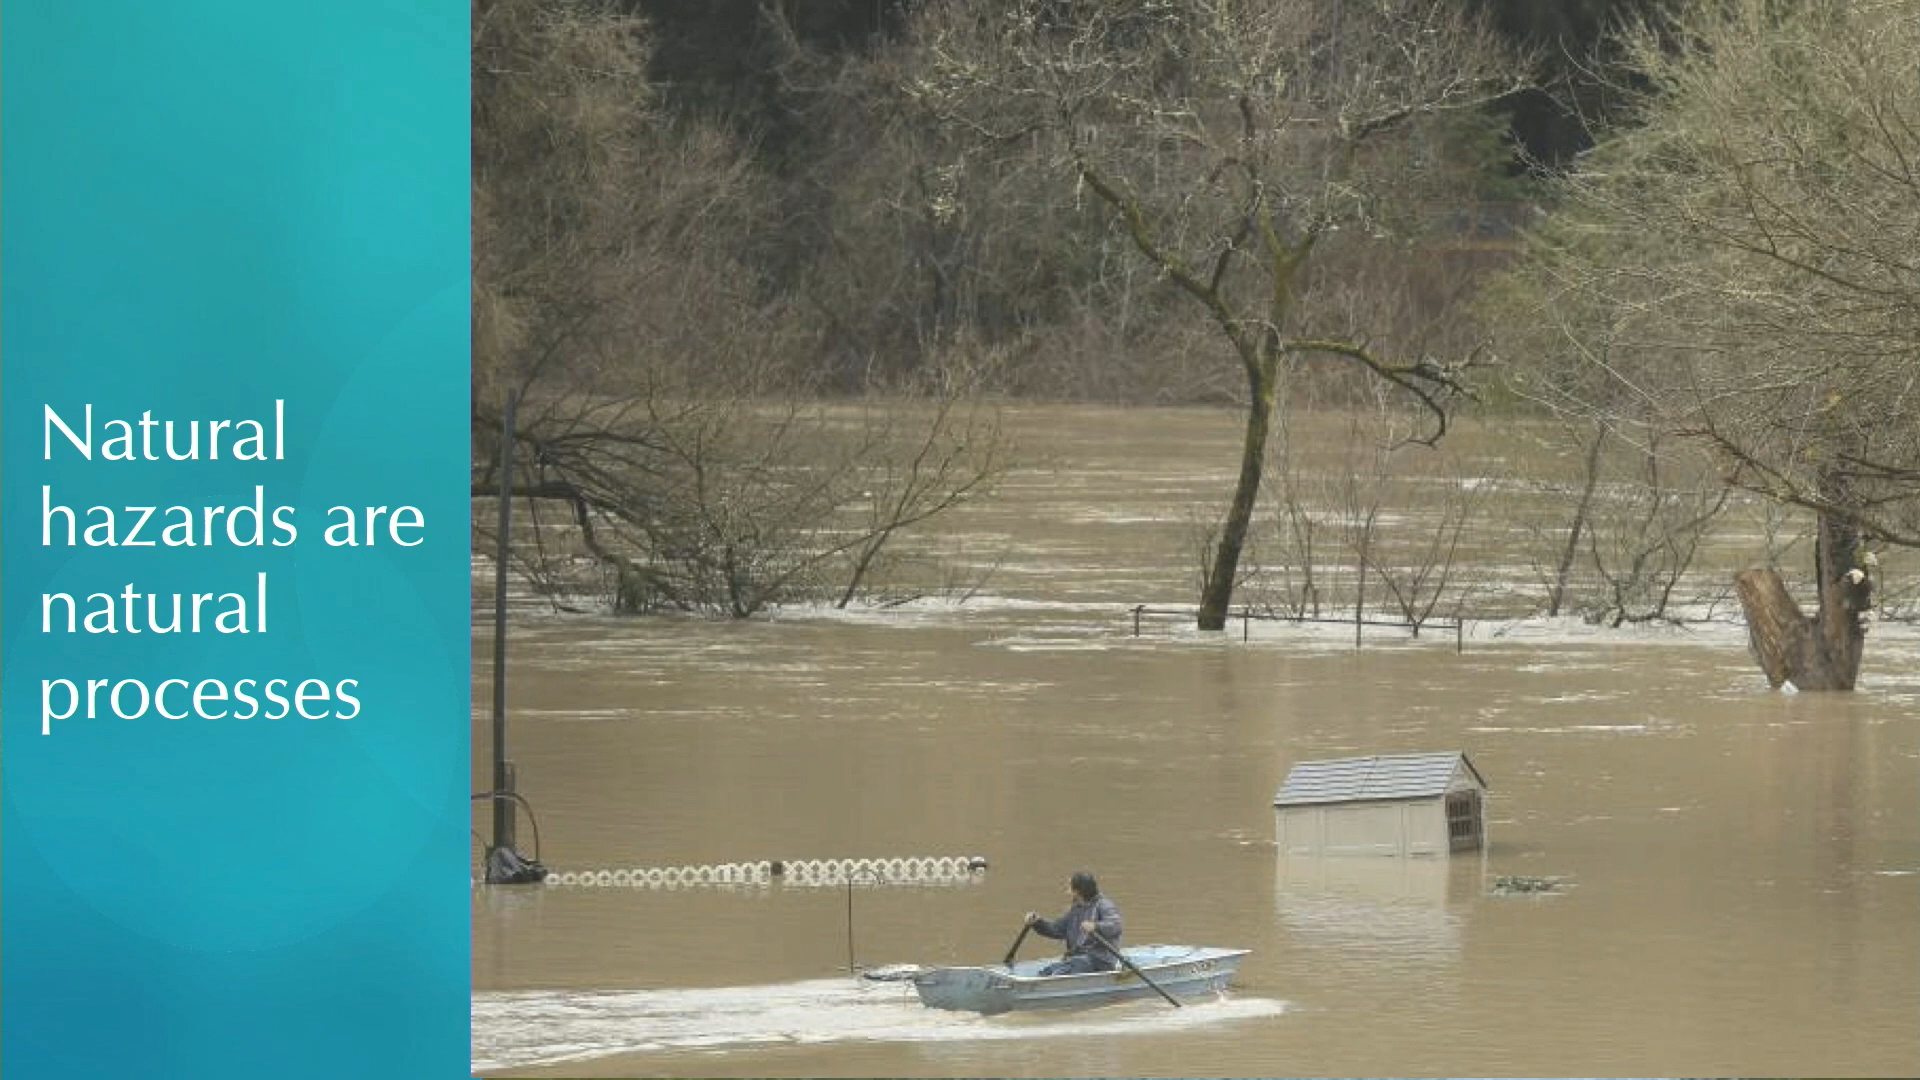 Natural
hazards are
natural
processes